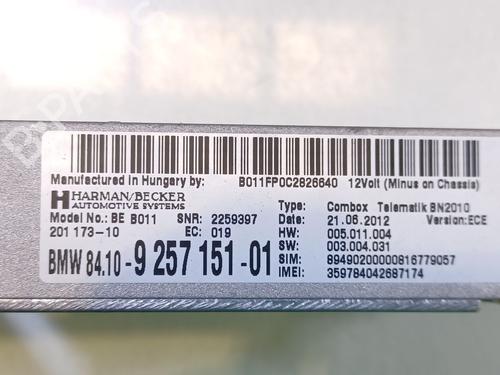 Manufactured in Hungary by: B011FP0C2826640 12Volt (Minus on Chassis)
HARMAN/BECKER
AUTOMOTIVE SYSTEMS
Type: Combox Telematik BN2010
Model No.: BE B011 SNR: 2259397 Date: 21.06.2012 Version: ECE
201 173-10 EC: 019 HW: 005.011.004
SW: 003.004.031
BMW 84.10-9 257 151-01
SIM: 89490200000816779057
IMEI: 359784042687174